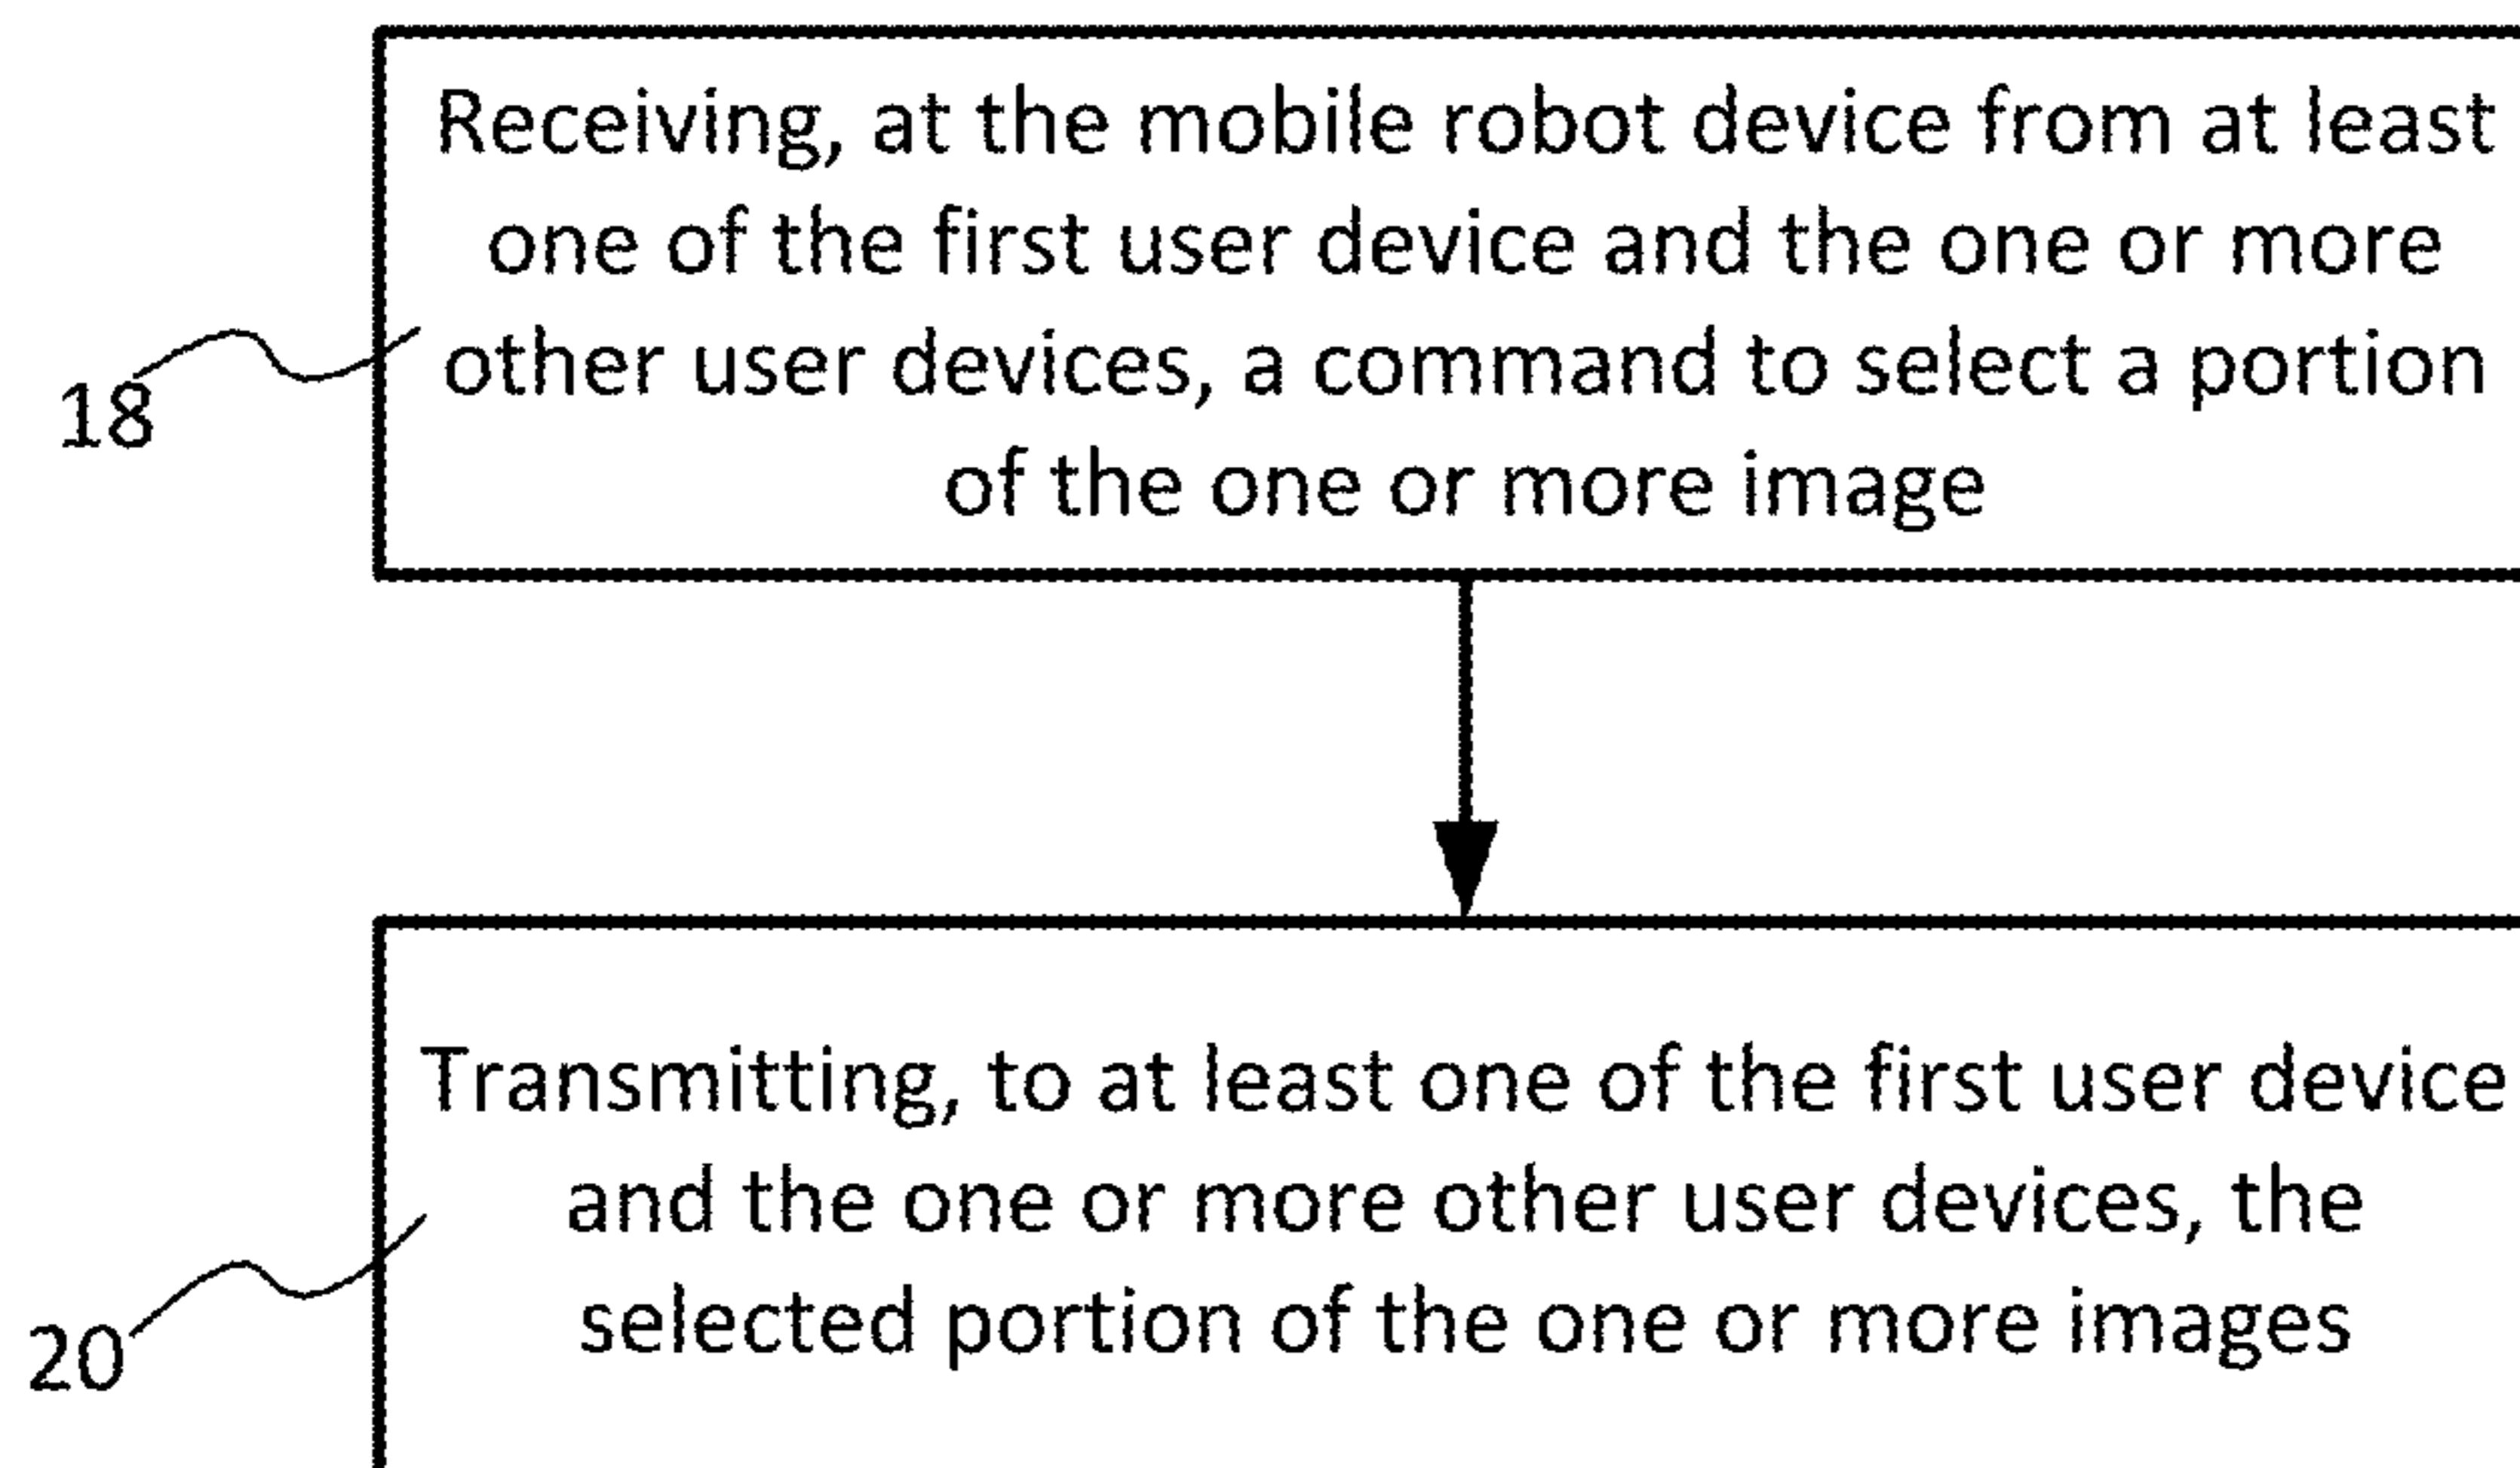 Receiving, at the mobile robot device from at least
one of the first user device and the one or more
other user devices, a command to select a portion
of the one or more image
18
Transmitting, to at least one of the first user device
and the one or more other user devices, the
selected portion of the one or more images
20